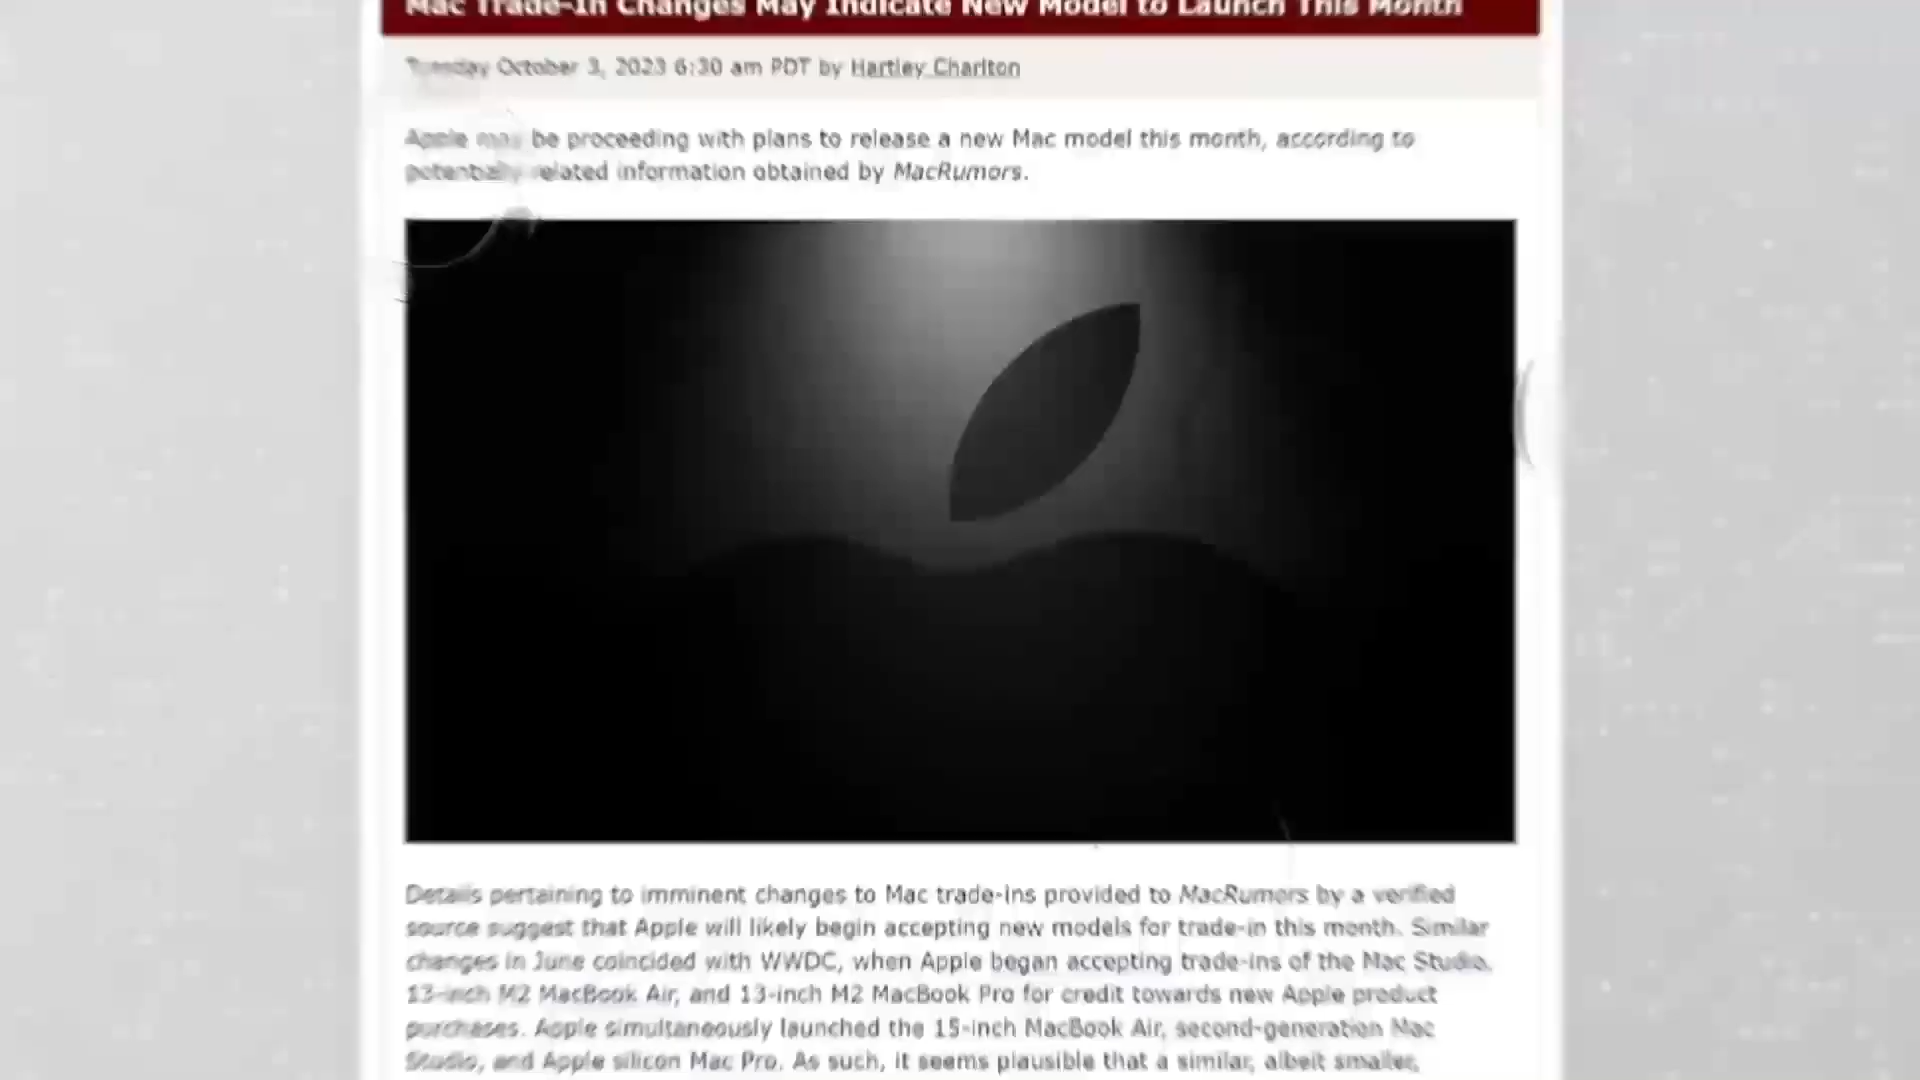 Mac Trade-In Changes May Indicate New Model to Launch This Month
Tuesday October 3, 2023 6:30 am PDT by Hartley Charlton
Apple may be proceeding with plans to release a new Mac model this month, according to
potentially related information obtained by MacRumors.
Details pertaining to imminent changes to Mac trade-ins provided to MacRumors by a verified
source suggest that Apple will likely begin accepting new models for trade-in this month. Similar
changes in June coincided with WWDC, when Apple began accepting trade-ins of the Mac Studio,
13-inch M2 MacBook Air, and 13-inch M2 MacBook Pro for credit towards new Apple product
purchases. Apple simultaneously launched the 15-inch MacBook Air, second-generation Mac
Studio, and Apple silicon Mac Pro. As such, it seems plausible that a similar, albeit smaller,